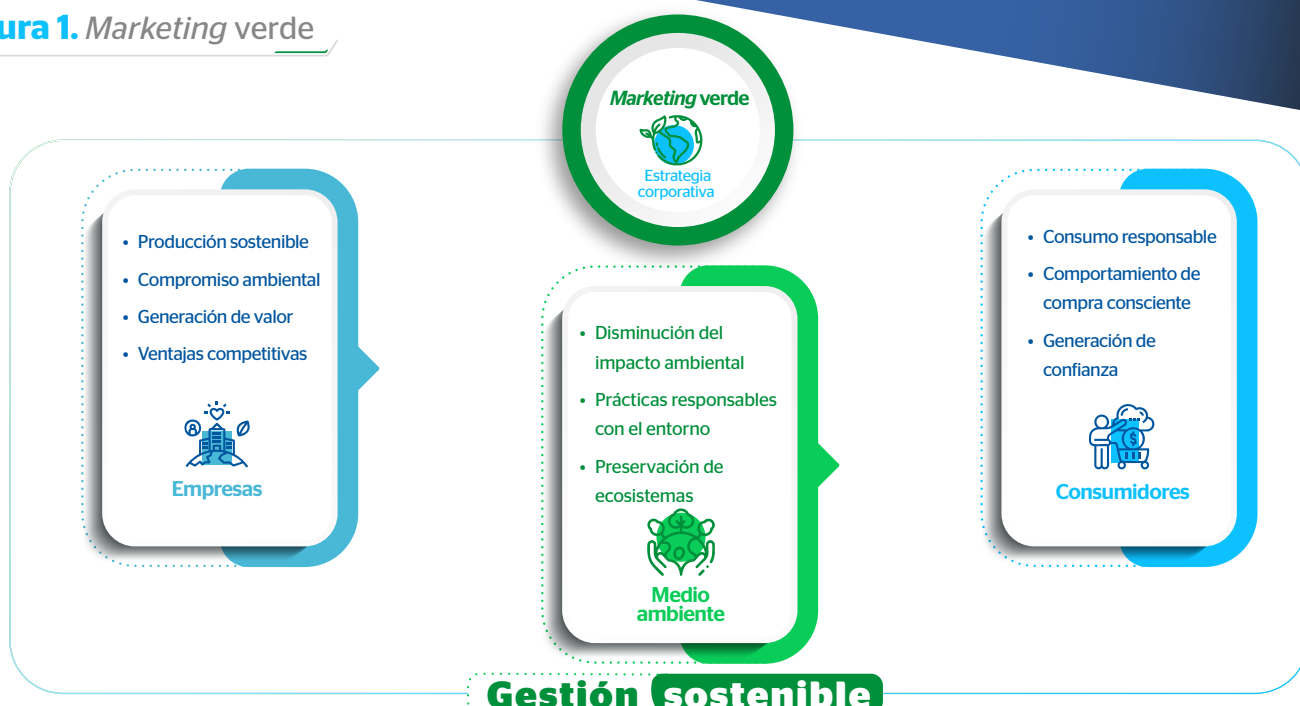 ura 1. Marketing verde
Marketing verde
Estrategia
corporativa
• Producción sostenible
• Compromiso ambiental
• Generación de valor
• Ventajas competitivas
Empresas
• Disminución del
impacto ambiental
• Prácticas responsables
con el entorno
• Preservación de
ecosistemas
Medio
ambiente
• Consumo responsable
• Comportamiento de
compra consciente
• Generación de
confianza
$
Consumidores
Gestión sostenible